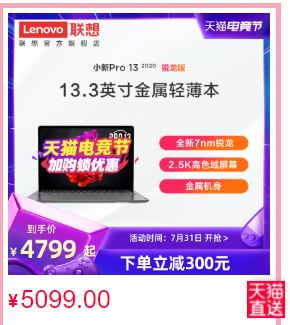 Lenovo 联想
天猫电竞节
联想官方旗舰店
小新Pro 13 2020 锐龙版
13.3英寸金属轻薄本
全新7nm锐龙
2.5K高色域屏幕
金属机身
PRO 13
天猫电竞节
加购锁优惠
到手价
¥4799起
活动时间：7月31日 开抢>
下单立减300元
¥5099.00
天猫
直送